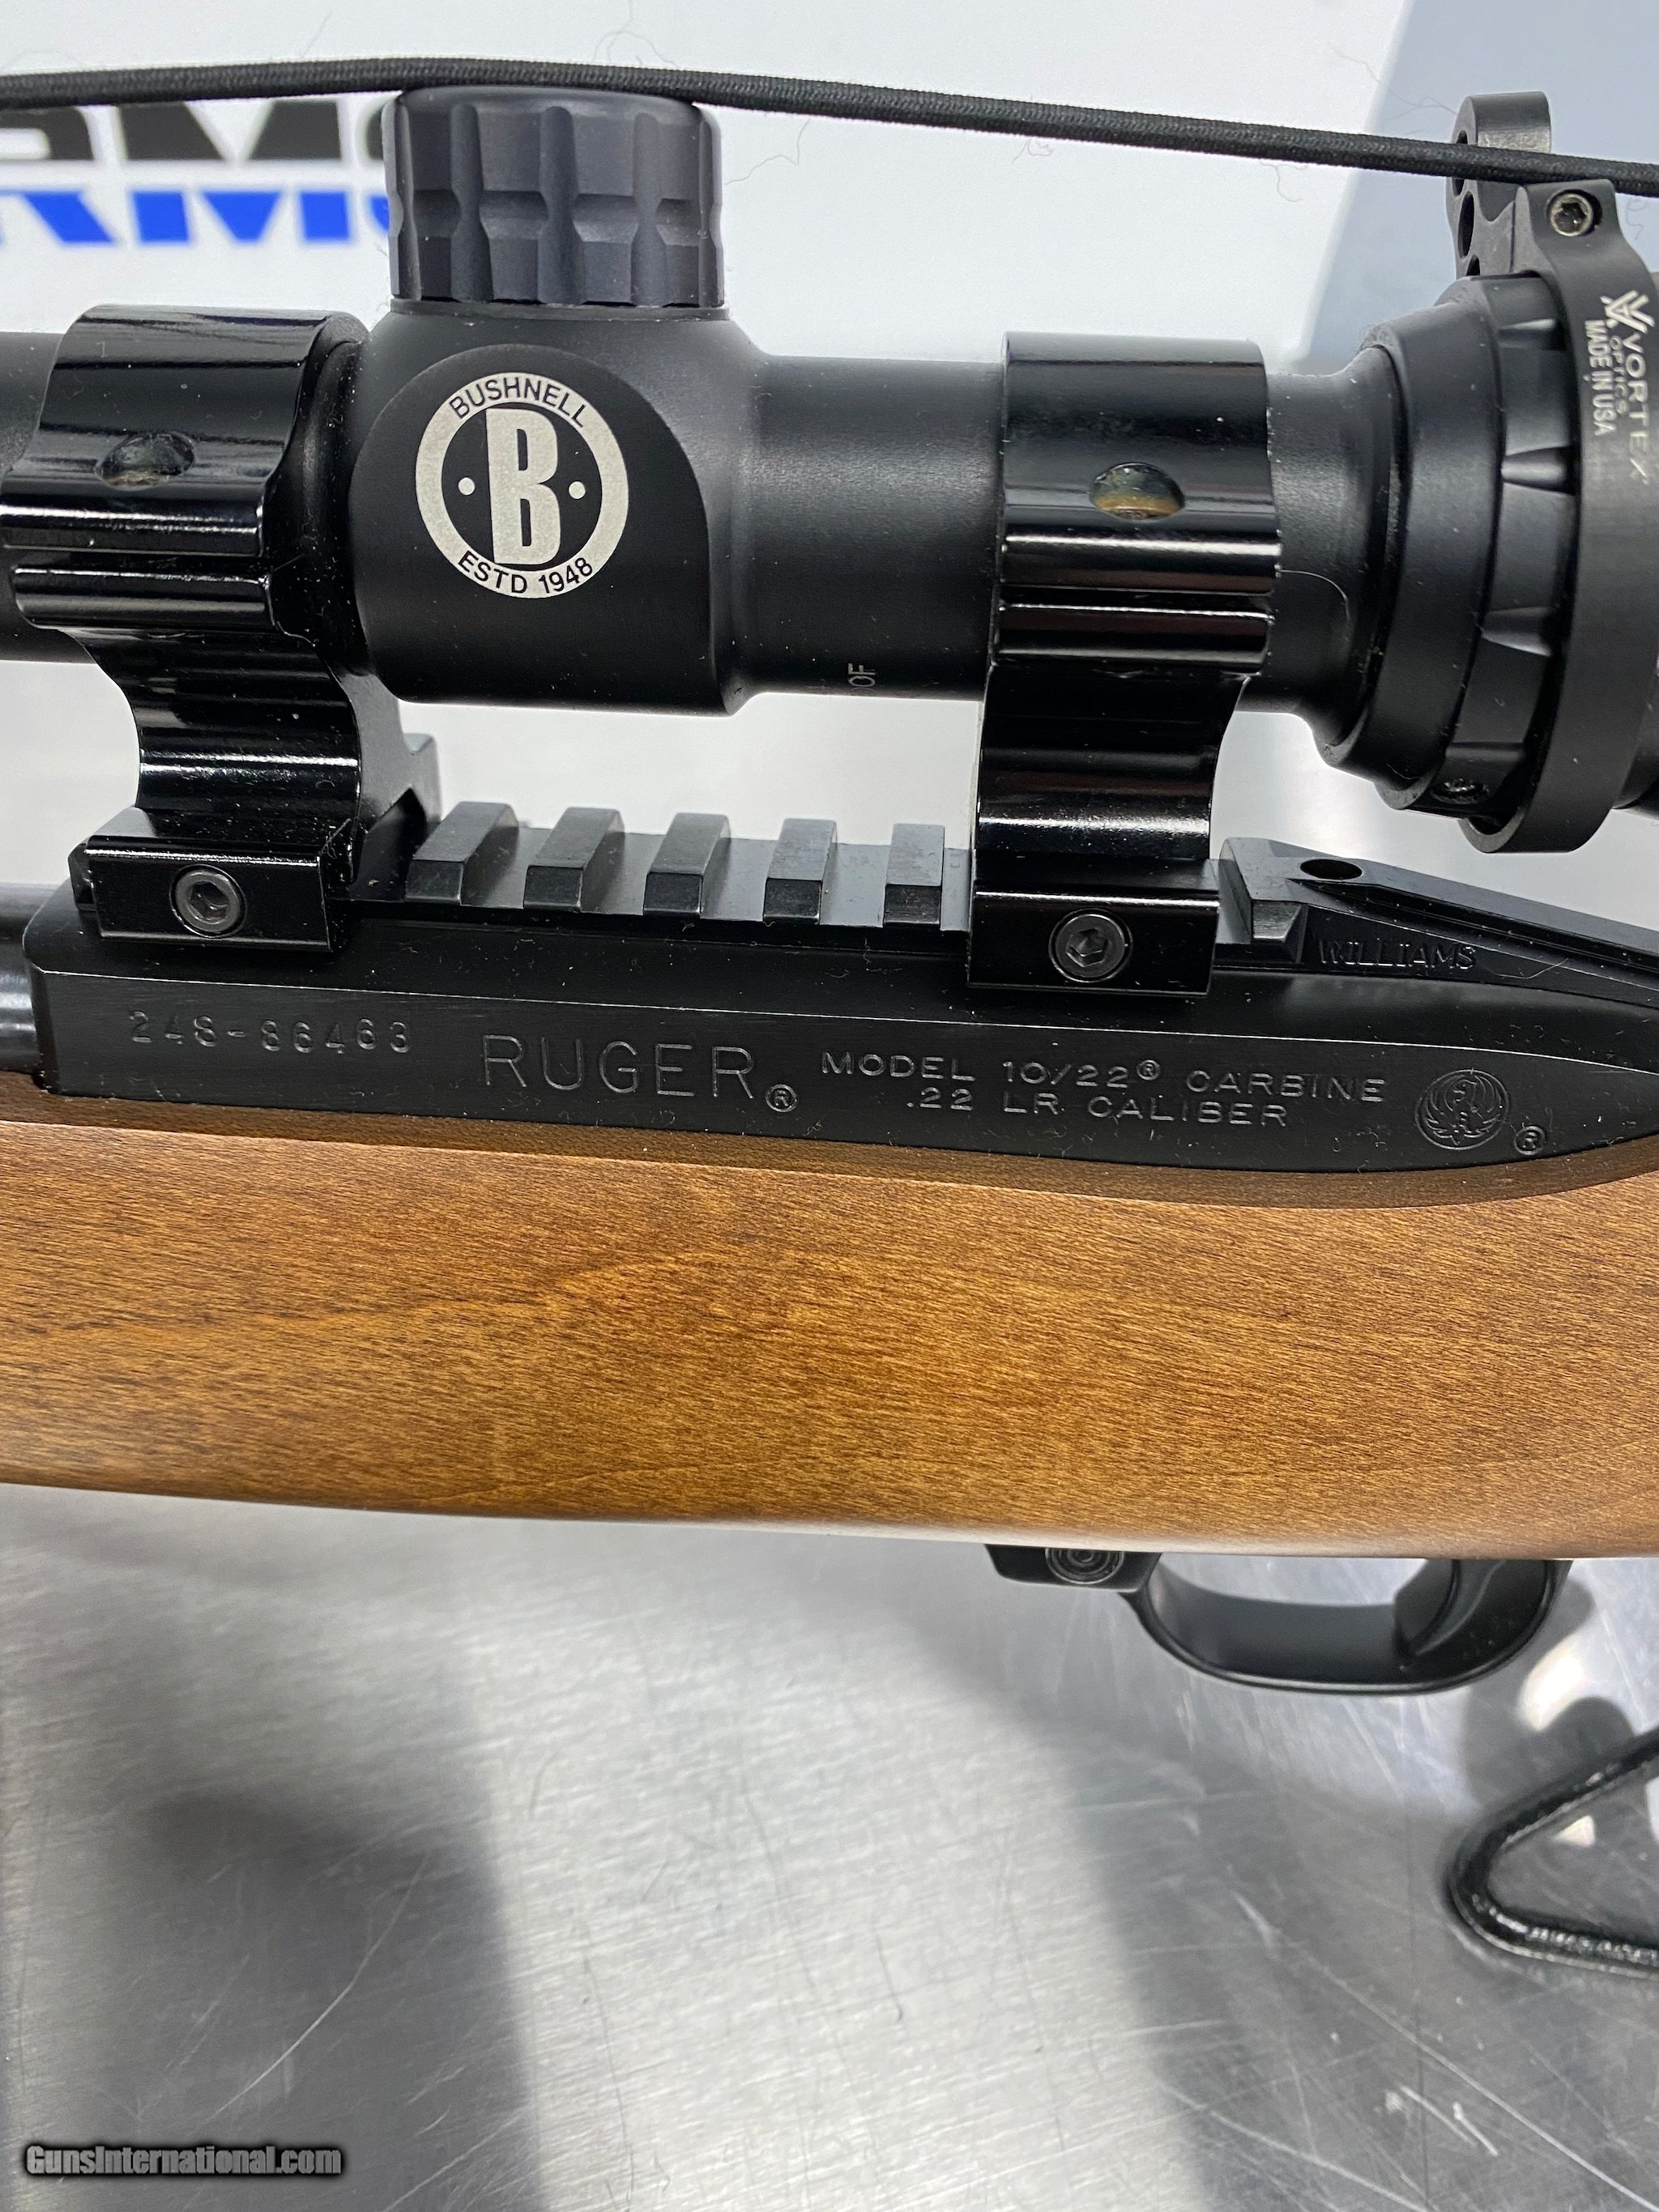 BUSHNELL
B
ESTD 1948
VORTEX
OPTICS
MADE IN USA
WILLIAMS
248-86463
RUGER®
MODEL 10/22® CARBINE
.22 LR CALIBER
®
GunsInternational.com